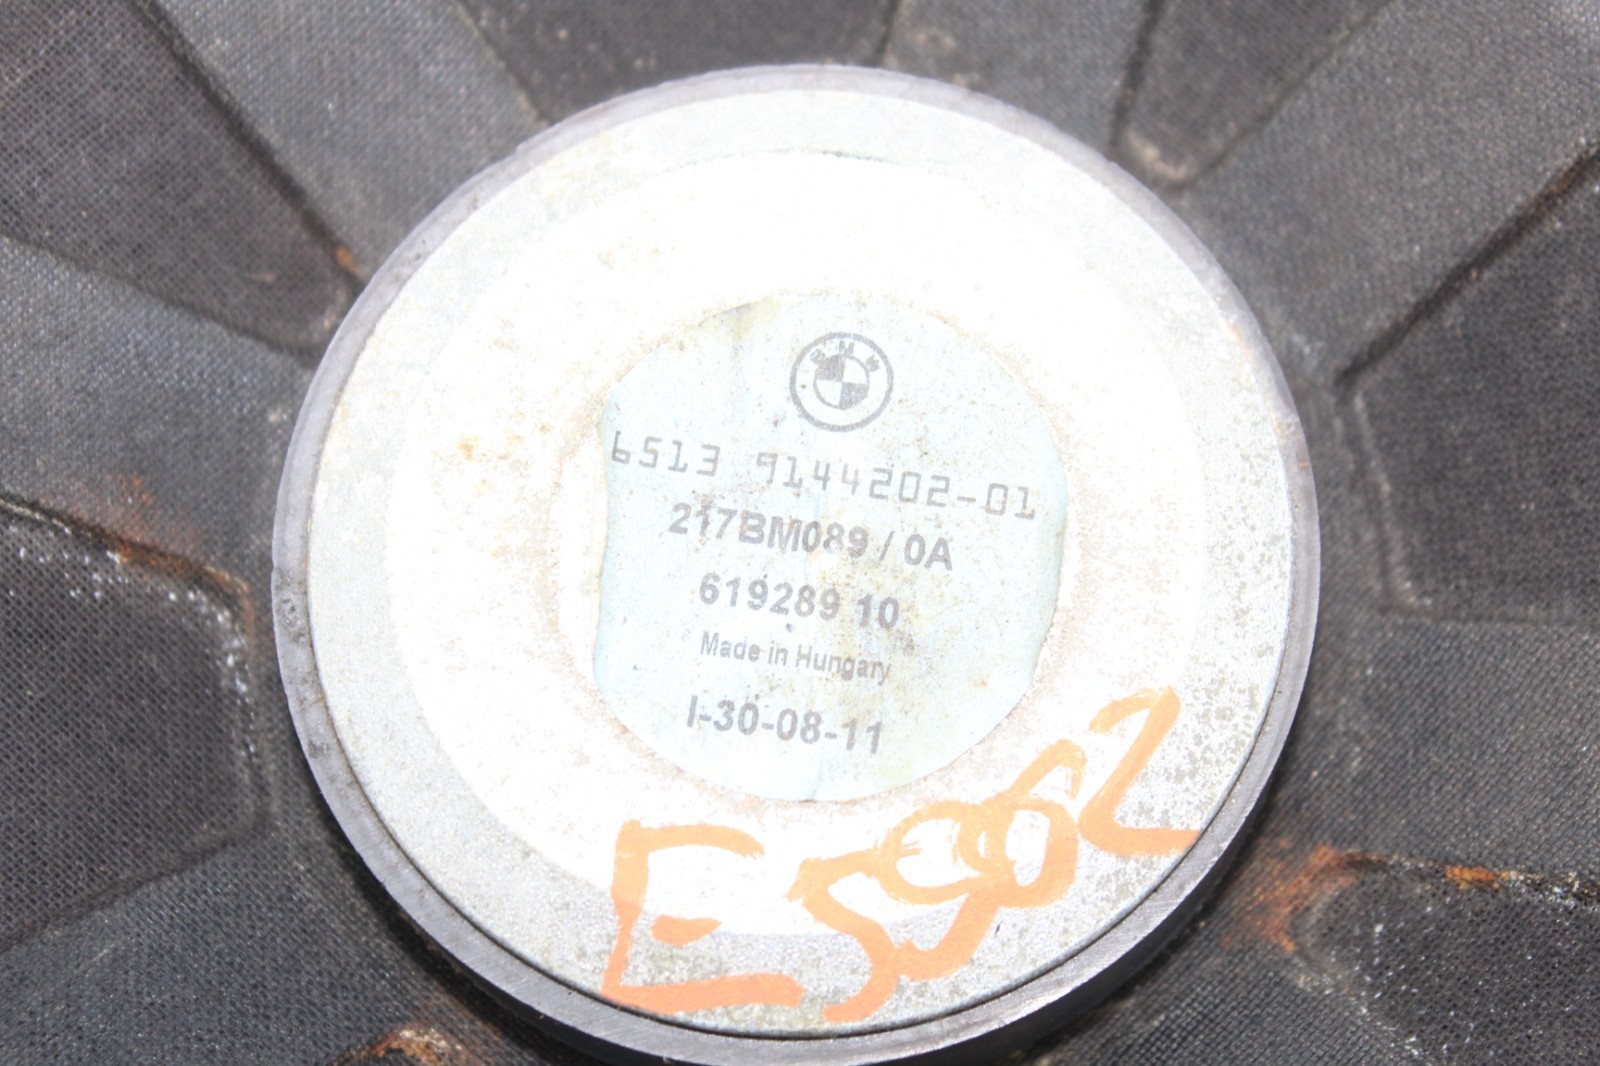 BMW
6513 9144202-01
217BM089 / 0A
619289 10
Made in Hungary
I-30-08-11
E5962